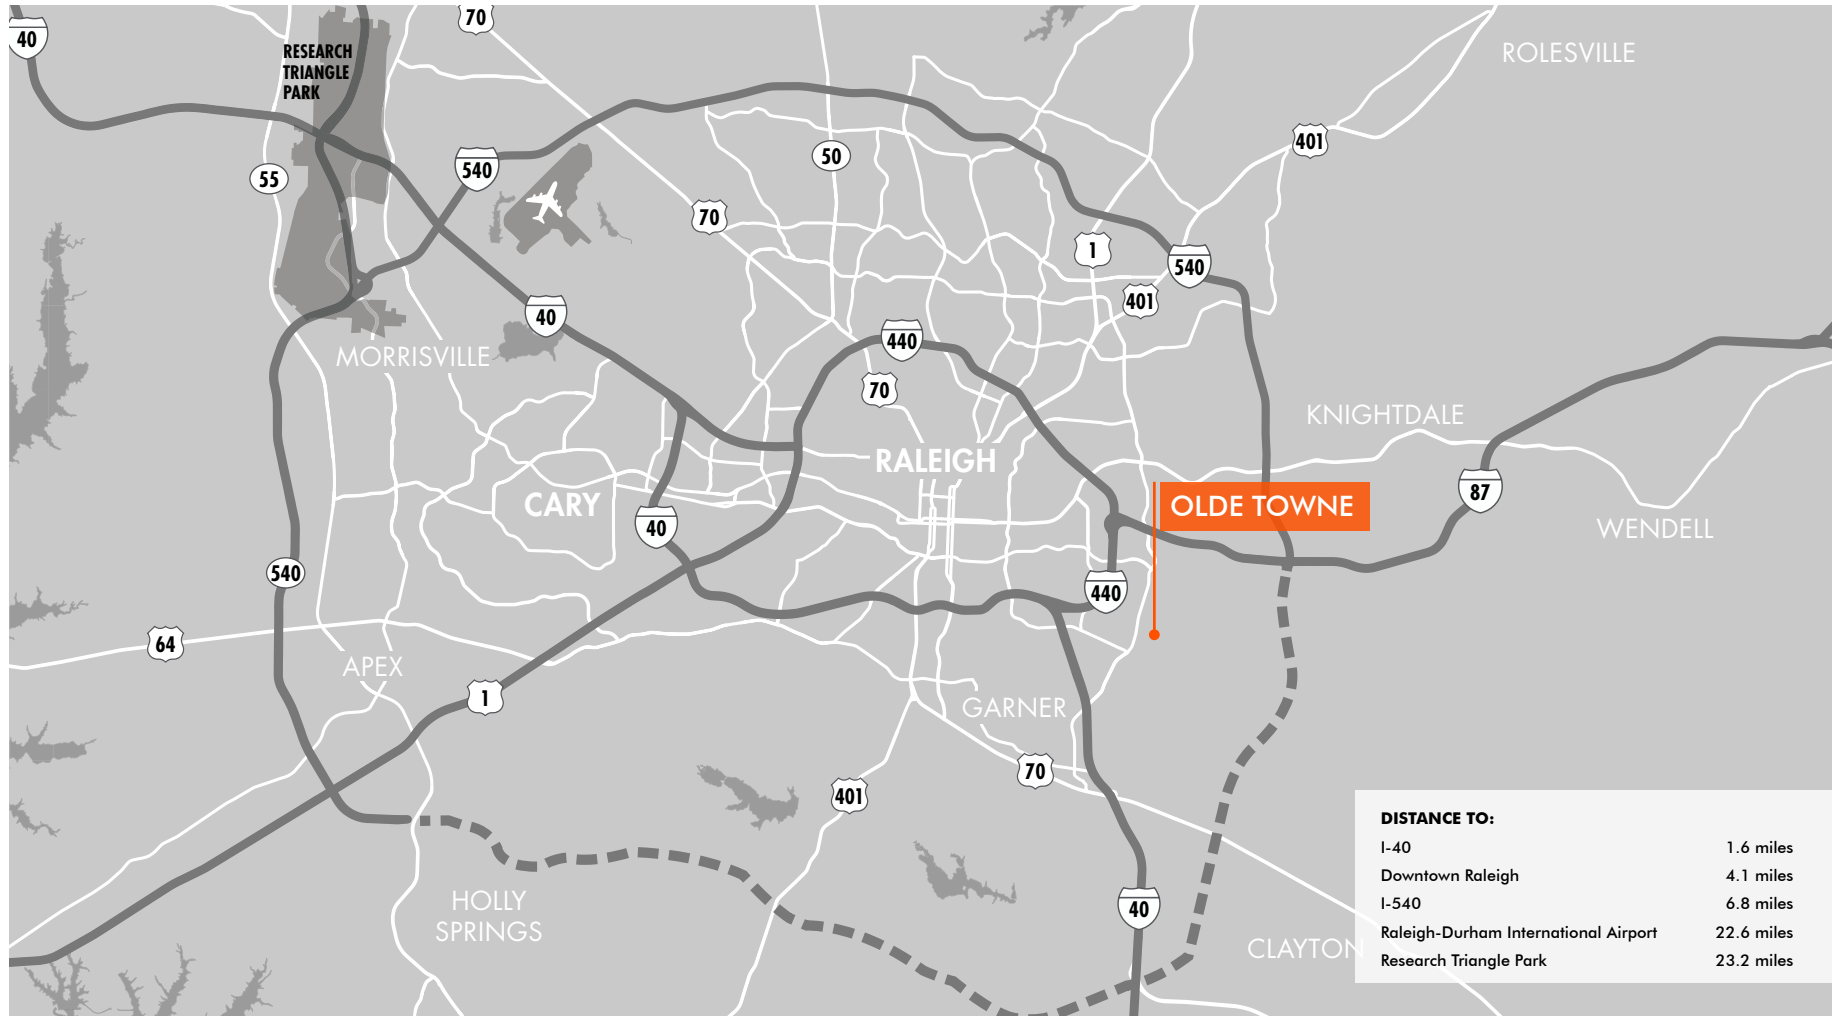 70
40
RESEARCH
TRIANGLE
PARK
ROLESVILLE
401
50
540
55
70
1
540
401
40
440
MORRISVILLE
70
KNIGHTDALE
RALEIGH
87
CARY
OLDE TOWNE
40
WENDELL
540
440
64
APEX
1
GARNER
70
401
HOLLY
SPRINGS
40
CLAYTON
DISTANCE TO:
I-40 1.6 miles
Downtown Raleigh 4.1 miles
I-540 6.8 miles
Raleigh-Durham International Airport 22.6 miles
Research Triangle Park 23.2 miles